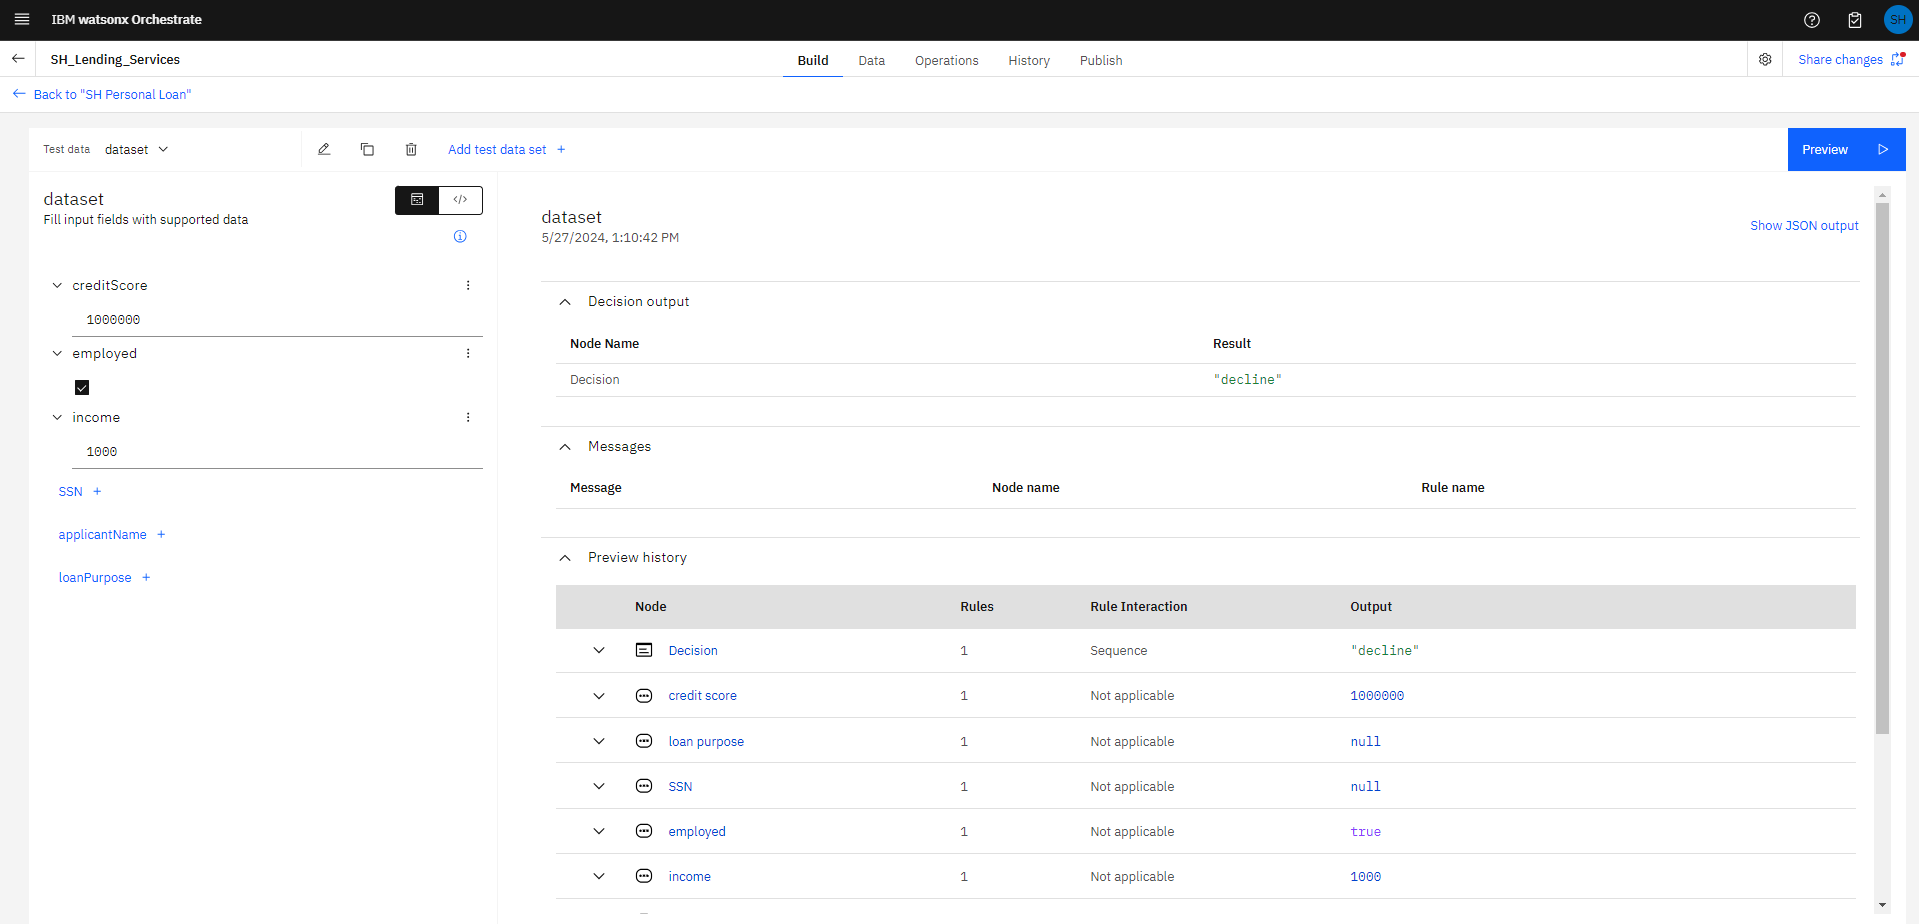 IBM watsonx Orchestrate
SH
SH_Lending_Services
Build
Data
Operations
History
Publish
Share changes
Back to "SH Personal Loan"
Test data
dataset
Add test data set +
Preview
dataset
Fill input fields with supported data
</>
creditScore
1000000
employed
income
1000
SSN +
applicantName +
loanPurpose +
dataset
5/27/2024, 1:10:42 PM
Show JSON output
Decision output
Node Name Result
Decision "decline"
Messages
Message Node name Rule name
Preview history
Node Rules Rule Interaction Output
Decision 1 Sequence "decline"
credit score 1 Not applicable 1000000
loan purpose 1 Not applicable null
SSN 1 Not applicable null
employed 1 Not applicable true
income 1 Not applicable 1000